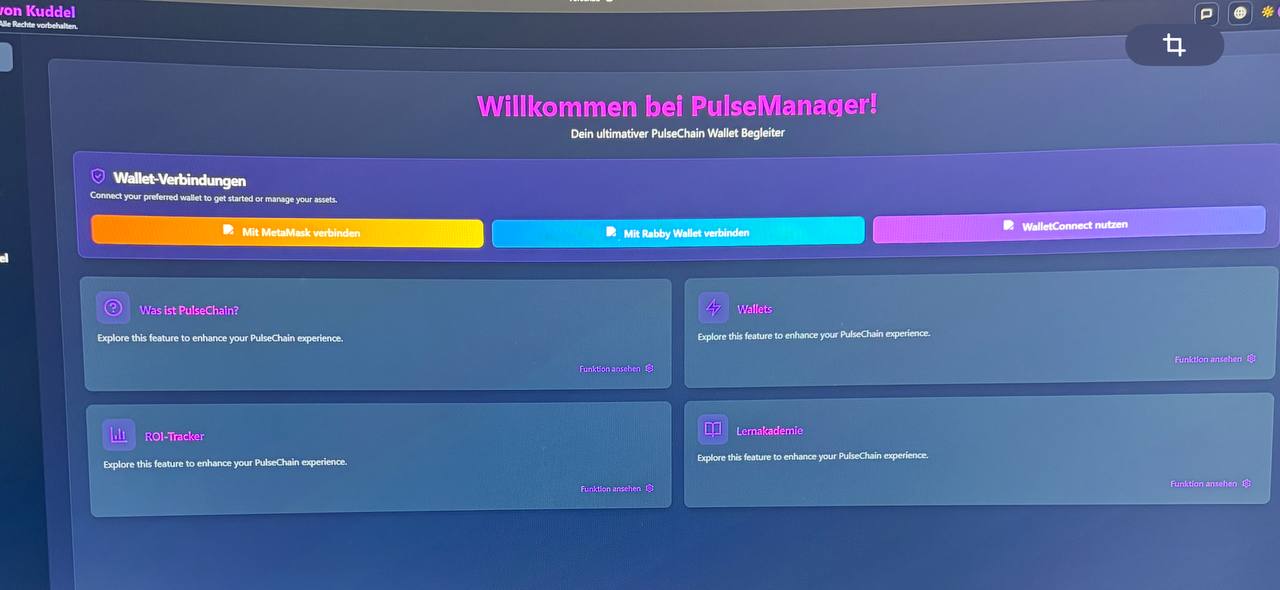 von Kuddel
Alle Rechte vorbehalten.
Willkommen bei PulseManager!
Dein ultimativer PulseChain Wallet Begleiter
Wallet-Verbindungen
Connect your preferred wallet to get started or manage your assets.
Mit MetaMask verbinden
Mit Rabby Wallet verbinden
WalletConnect nutzen
el
Was ist PulseChain?
Explore this feature to enhance your PulseChain experience.
Funktion ansehen
Wallets
Explore this feature to enhance your PulseChain experience.
Funktion ansehen
ROI-Tracker
Explore this feature to enhance your PulseChain experience.
Funktion ansehen
Lernakademie
Explore this feature to enhance your PulseChain experience.
Funktion ansehen